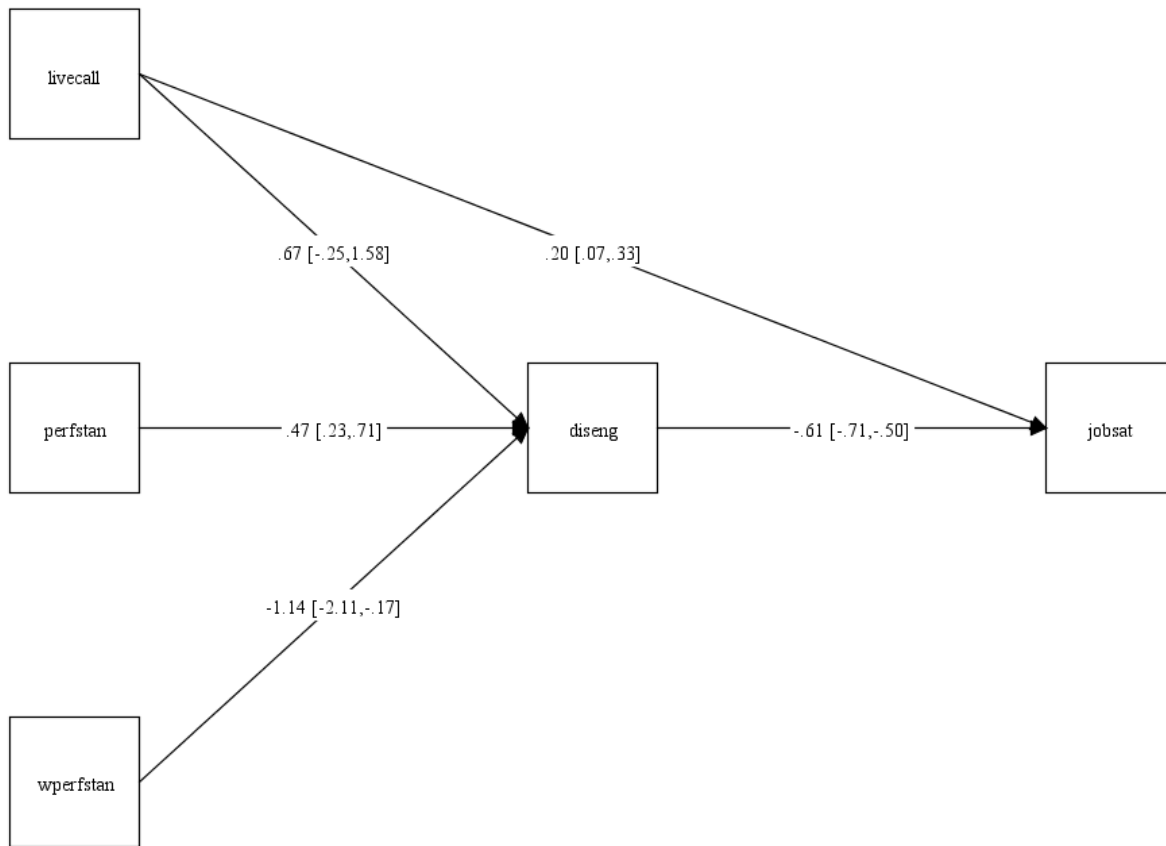 livecall
.67 [-.25,1.58]
.20 [.07,.33]
perfstan
.47 [.23,.71]
diseng
-.61 [-.71,-.50]
jobsat
-1.14 [-2.11,-.17]
wperfstan